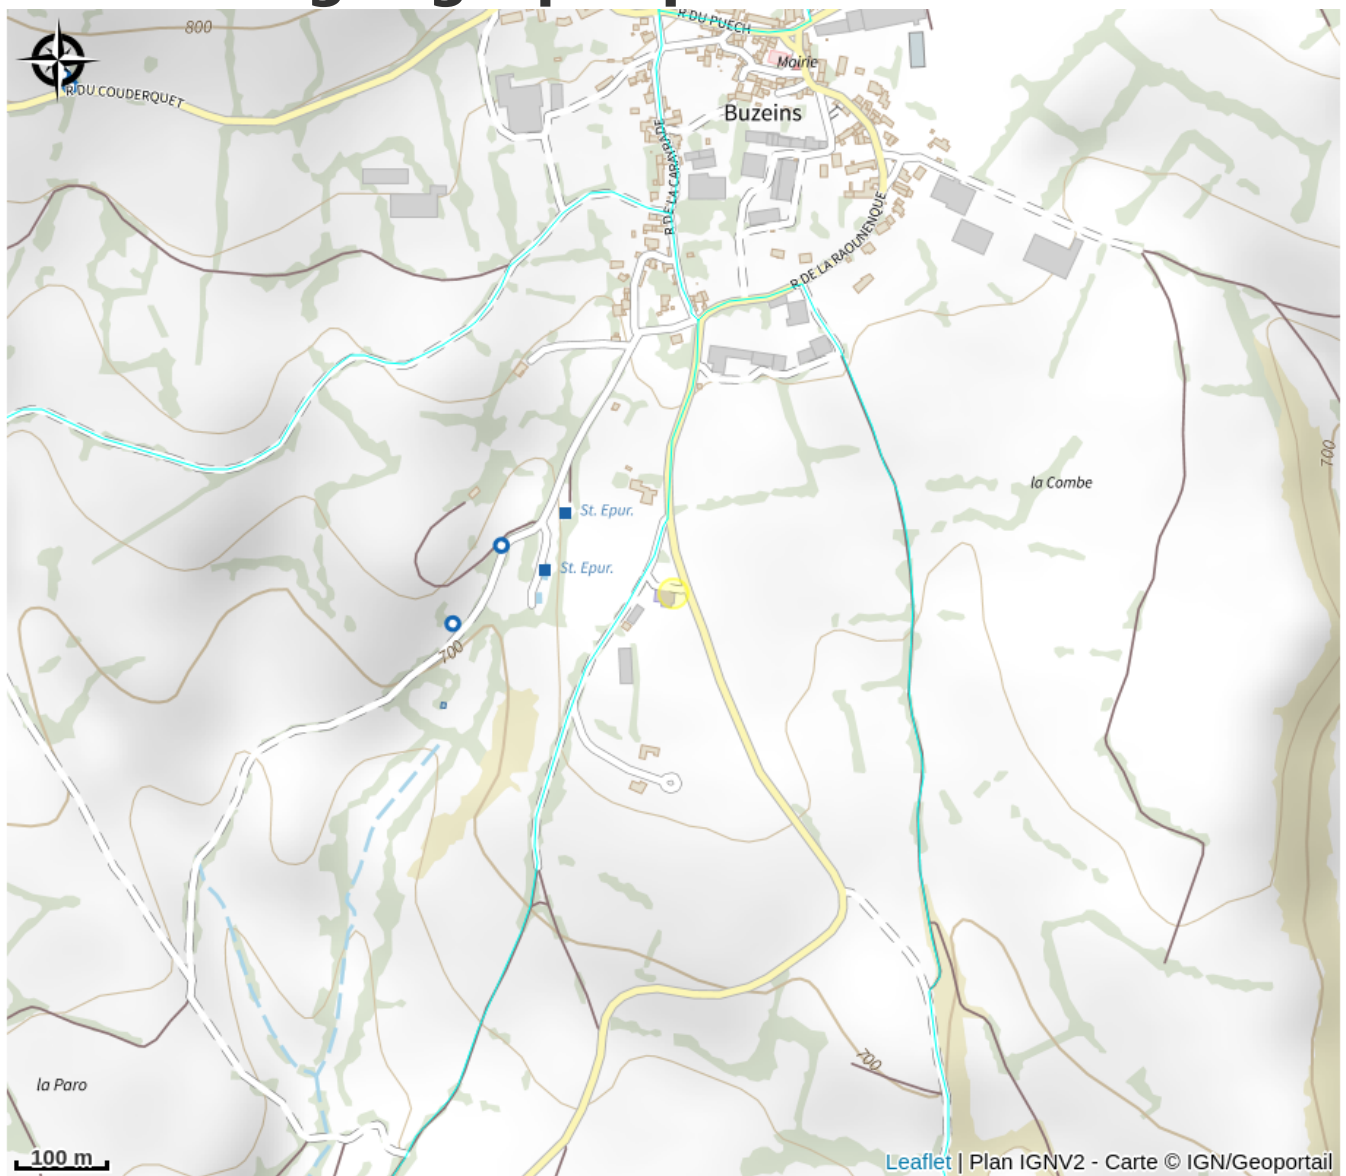 800
R DU PUECH
Mairie
R DU COUDERQUET
Buzeins
R DE LA CARAYRADE
R DE LA RAOUNENQUE
700
la Combe
St. Epur.
St. Epur.
700
700
la Paro
100 m
Leaflet | Plan IGNV2 - Carte © IGN/Geoportail